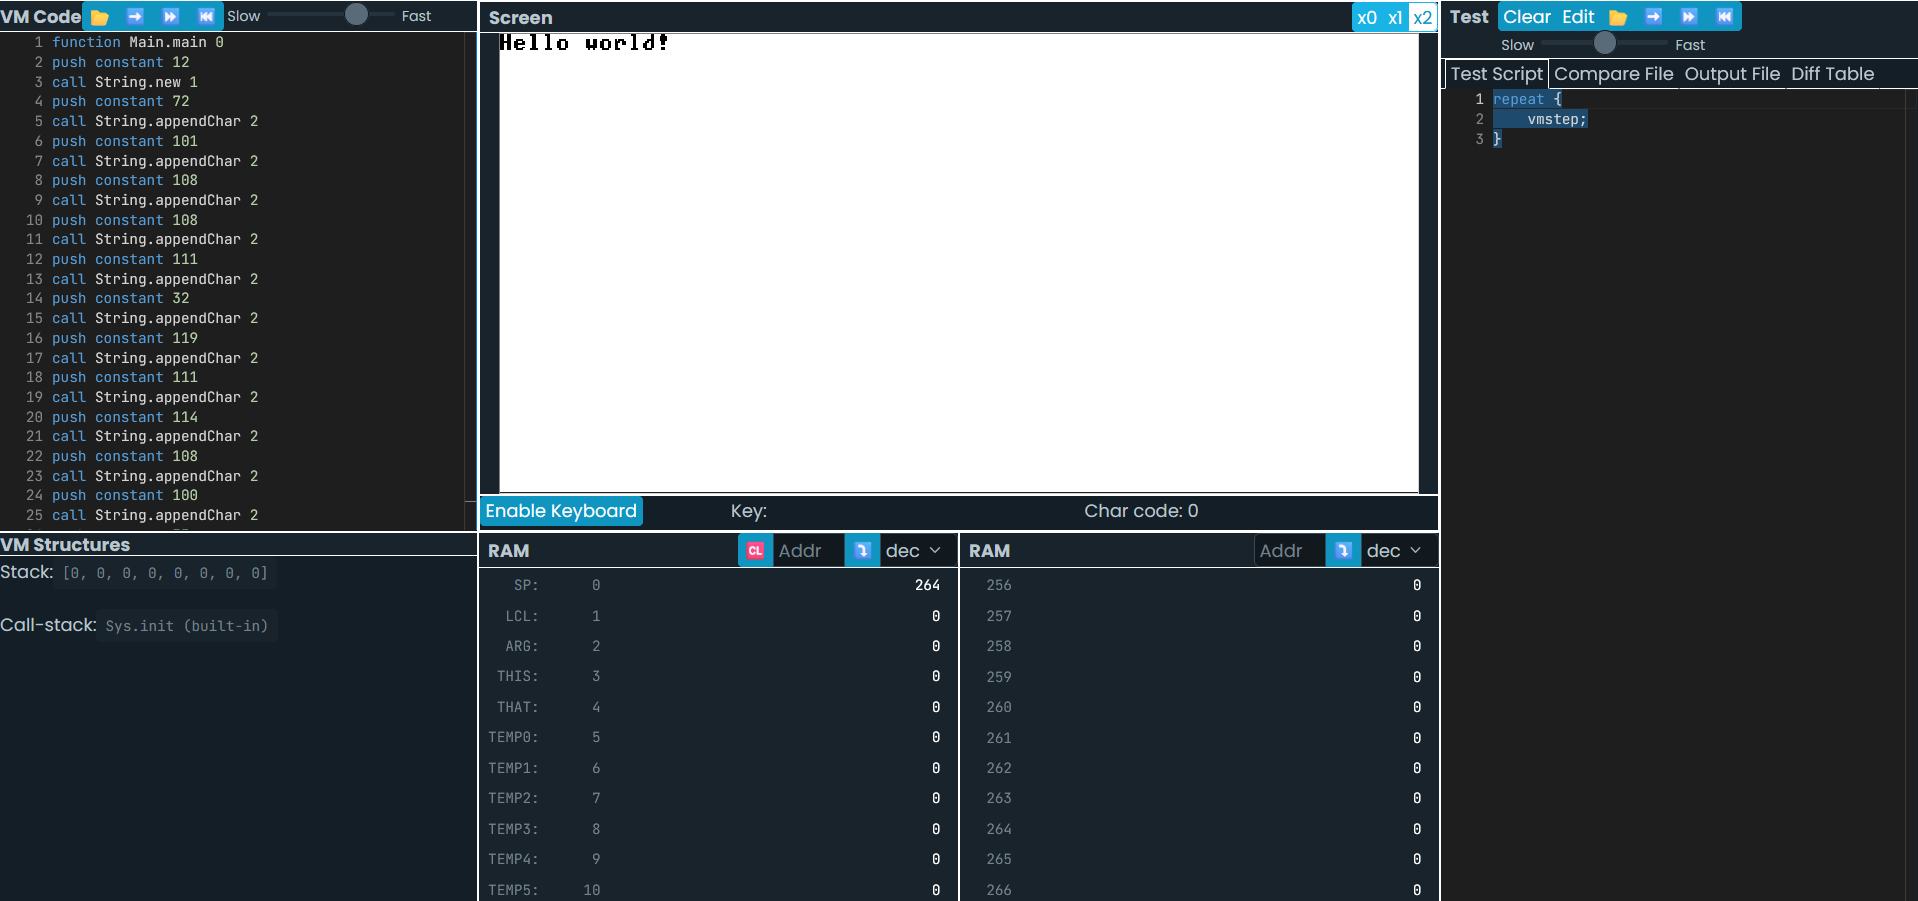 VM Code Slow Fast
1 function Main.main 0
2 push constant 12
3 call String.new 1
4 push constant 72
5 call String.appendChar 2
6 push constant 101
7 call String.appendChar 2
8 push constant 108
9 call String.appendChar 2
10 push constant 108
11 call String.appendChar 2
12 push constant 111
13 call String.appendChar 2
14 push constant 32
15 call String.appendChar 2
16 push constant 119
17 call String.appendChar 2
18 push constant 111
19 call String.appendChar 2
20 push constant 114
21 call String.appendChar 2
22 push constant 108
23 call String.appendChar 2
24 push constant 100
25 call String.appendChar 2
VM Structures
Stack: [0, 0, 0, 0, 0, 0, 0, 0]
Call-stack: Sys.init (built-in)
Screen x0 x1 x2
Hello world!
Enable Keyboard Key: Char code: 0
RAM CL Addr dec
SP: 0 264
LCL: 1 0
ARG: 2 0
THIS: 3 0
THAT: 4 0
TEMP0: 5 0
TEMP1: 6 0
TEMP2: 7 0
TEMP3: 8 0
TEMP4: 9 0
TEMP5: 10 0
RAM Addr dec
256 0
257 0
258 0
259 0
260 0
261 0
262 0
263 0
264 0
265 0
266 0
Test Clear Edit
Slow Fast
Test Script Compare File Output File Diff Table
1 repeat {
2 vmstep;
3 }